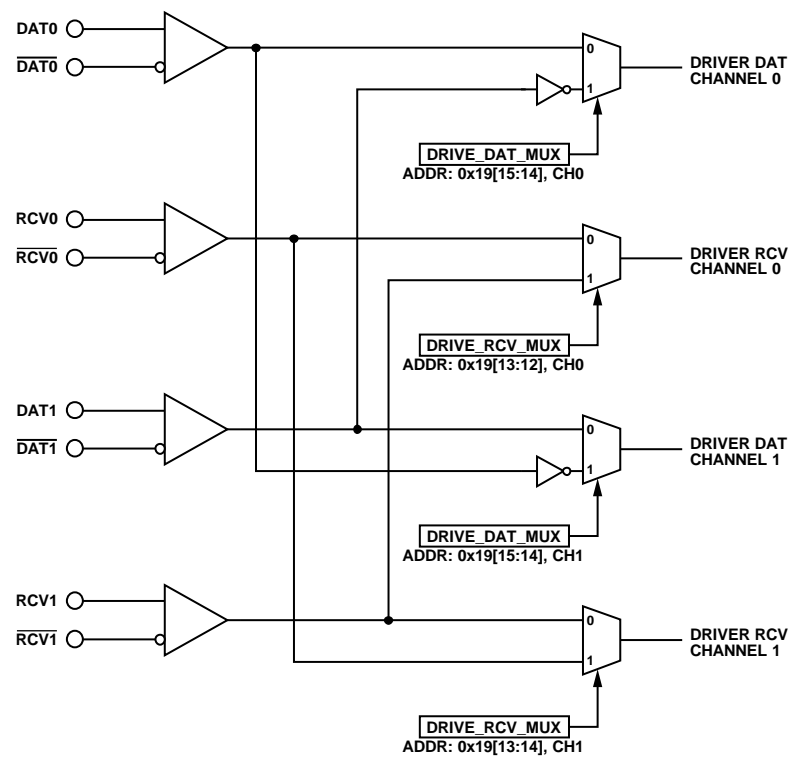 DAT0
DAT0
0
1
DRIVER DAT
CHANNEL 0
DRIVE_DAT_MUX
ADDR: 0x19[15:14], CH0
RCV0
RCV0
0
1
DRIVER RCV
CHANNEL 0
DRIVE_RCV_MUX
ADDR: 0x19[13:12], CH0
DAT1
DAT1
0
1
DRIVER DAT
CHANNEL 1
DRIVE_DAT_MUX
ADDR: 0x19[15:14], CH1
RCV1
RCV1
0
1
DRIVER RCV
CHANNEL 1
DRIVE_RCV_MUX
ADDR: 0x19[13:14], CH1